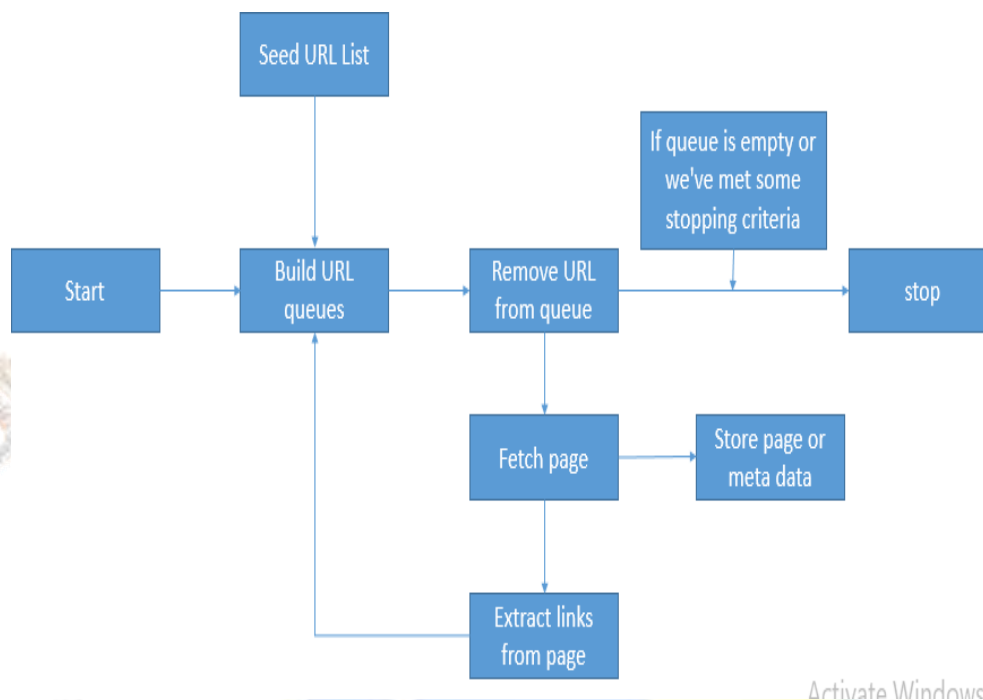 Seed URL List
If queue is empty or
we've met some
stopping criteria
Start
Build URL
queues
Remove URL
from queue
stop
Fetch page
Store page or
meta data
Extract links
from page
Activate Windows